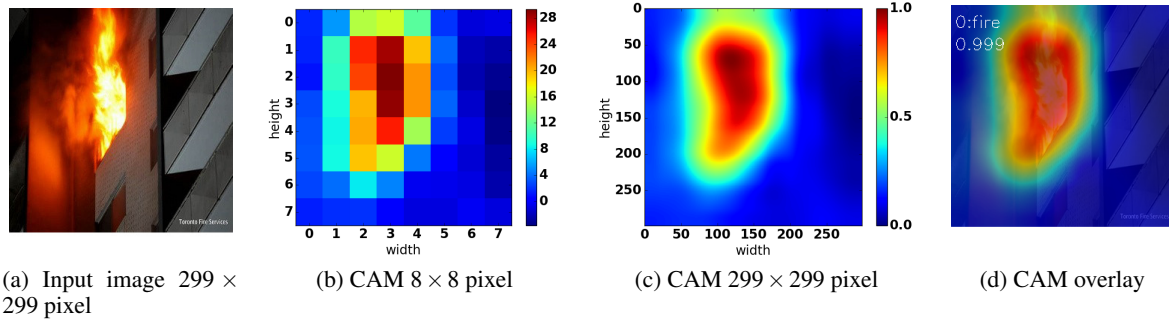 Toronto Fire Services
(a) Input image 299 ×
299 pixel
0
1
2
3
4
5
6
7
height
0 1 2 3 4 5 6 7
width
28
24
20
16
12
8
4
0
(b) CAM 8 × 8 pixel
0
50
100
150
200
250
height
0 50 100 150 200 250
width
1.0
0.5
0.0
(c) CAM 299 × 299 pixel
0:fire
0.999
(d) CAM overlay